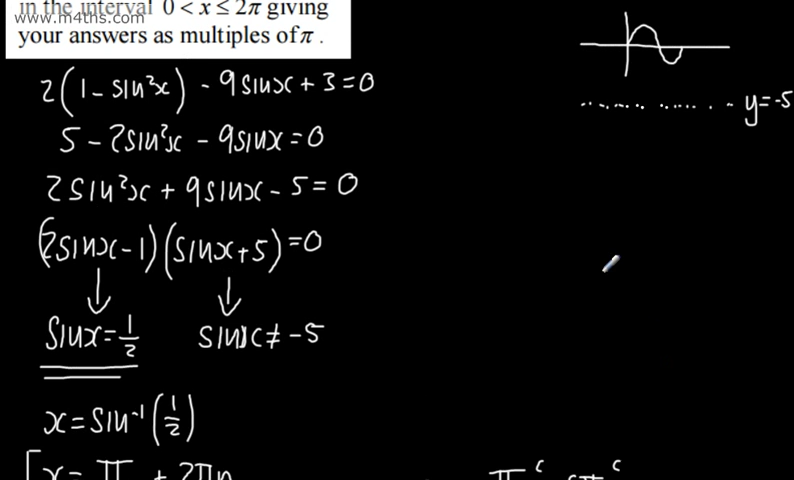 in the interval 0 < x ≤ 2π giving
www.m4ths.com
your answers as multiples of π .
2(1 - sin²x) - 9sinx + 3 = 0
5 - 2sin²x - 9sinx = 0
2sin²x + 9sinx - 5 = 0
(2sinx - 1)(sinx + 5) = 0
sinx = 1/2 sinx ≠ -5
x = sin⁻¹(1/2)
[x = π + 2πn
π ᶜ 5π ᶜ
y = -5